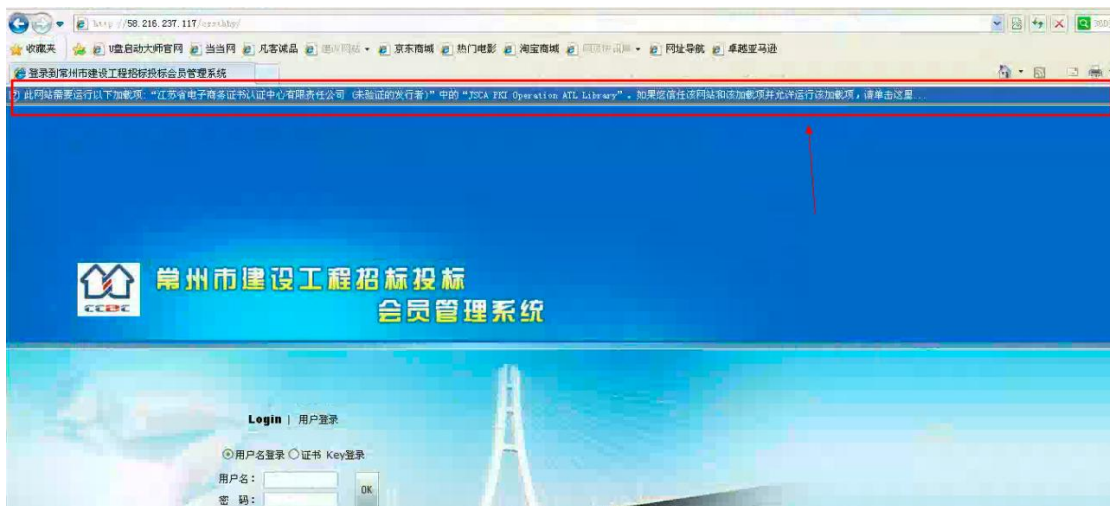 58.216.237.117/
收藏夹 U盘启动大师官网 当当网 凡客诚品 京东商城 热门电影 淘宝商城 网址导航 卓越亚马逊
登录到常州市建设工程招标投标会员管理系统
此网站需要运行以下加载项: “江苏省电子商务证书认证中心有限责任公司 (未验证的发行者)” 中的 “JSCA PKI Operation ATL Library”。如果您信任该网站和该加载项并允许运行该加载项，请单击这里...
常州市建设工程招标投标
会员管理系统
CCBC
Login | 用户登录
用户名登录 证书 Key登录
用户名：
OK
密 码：